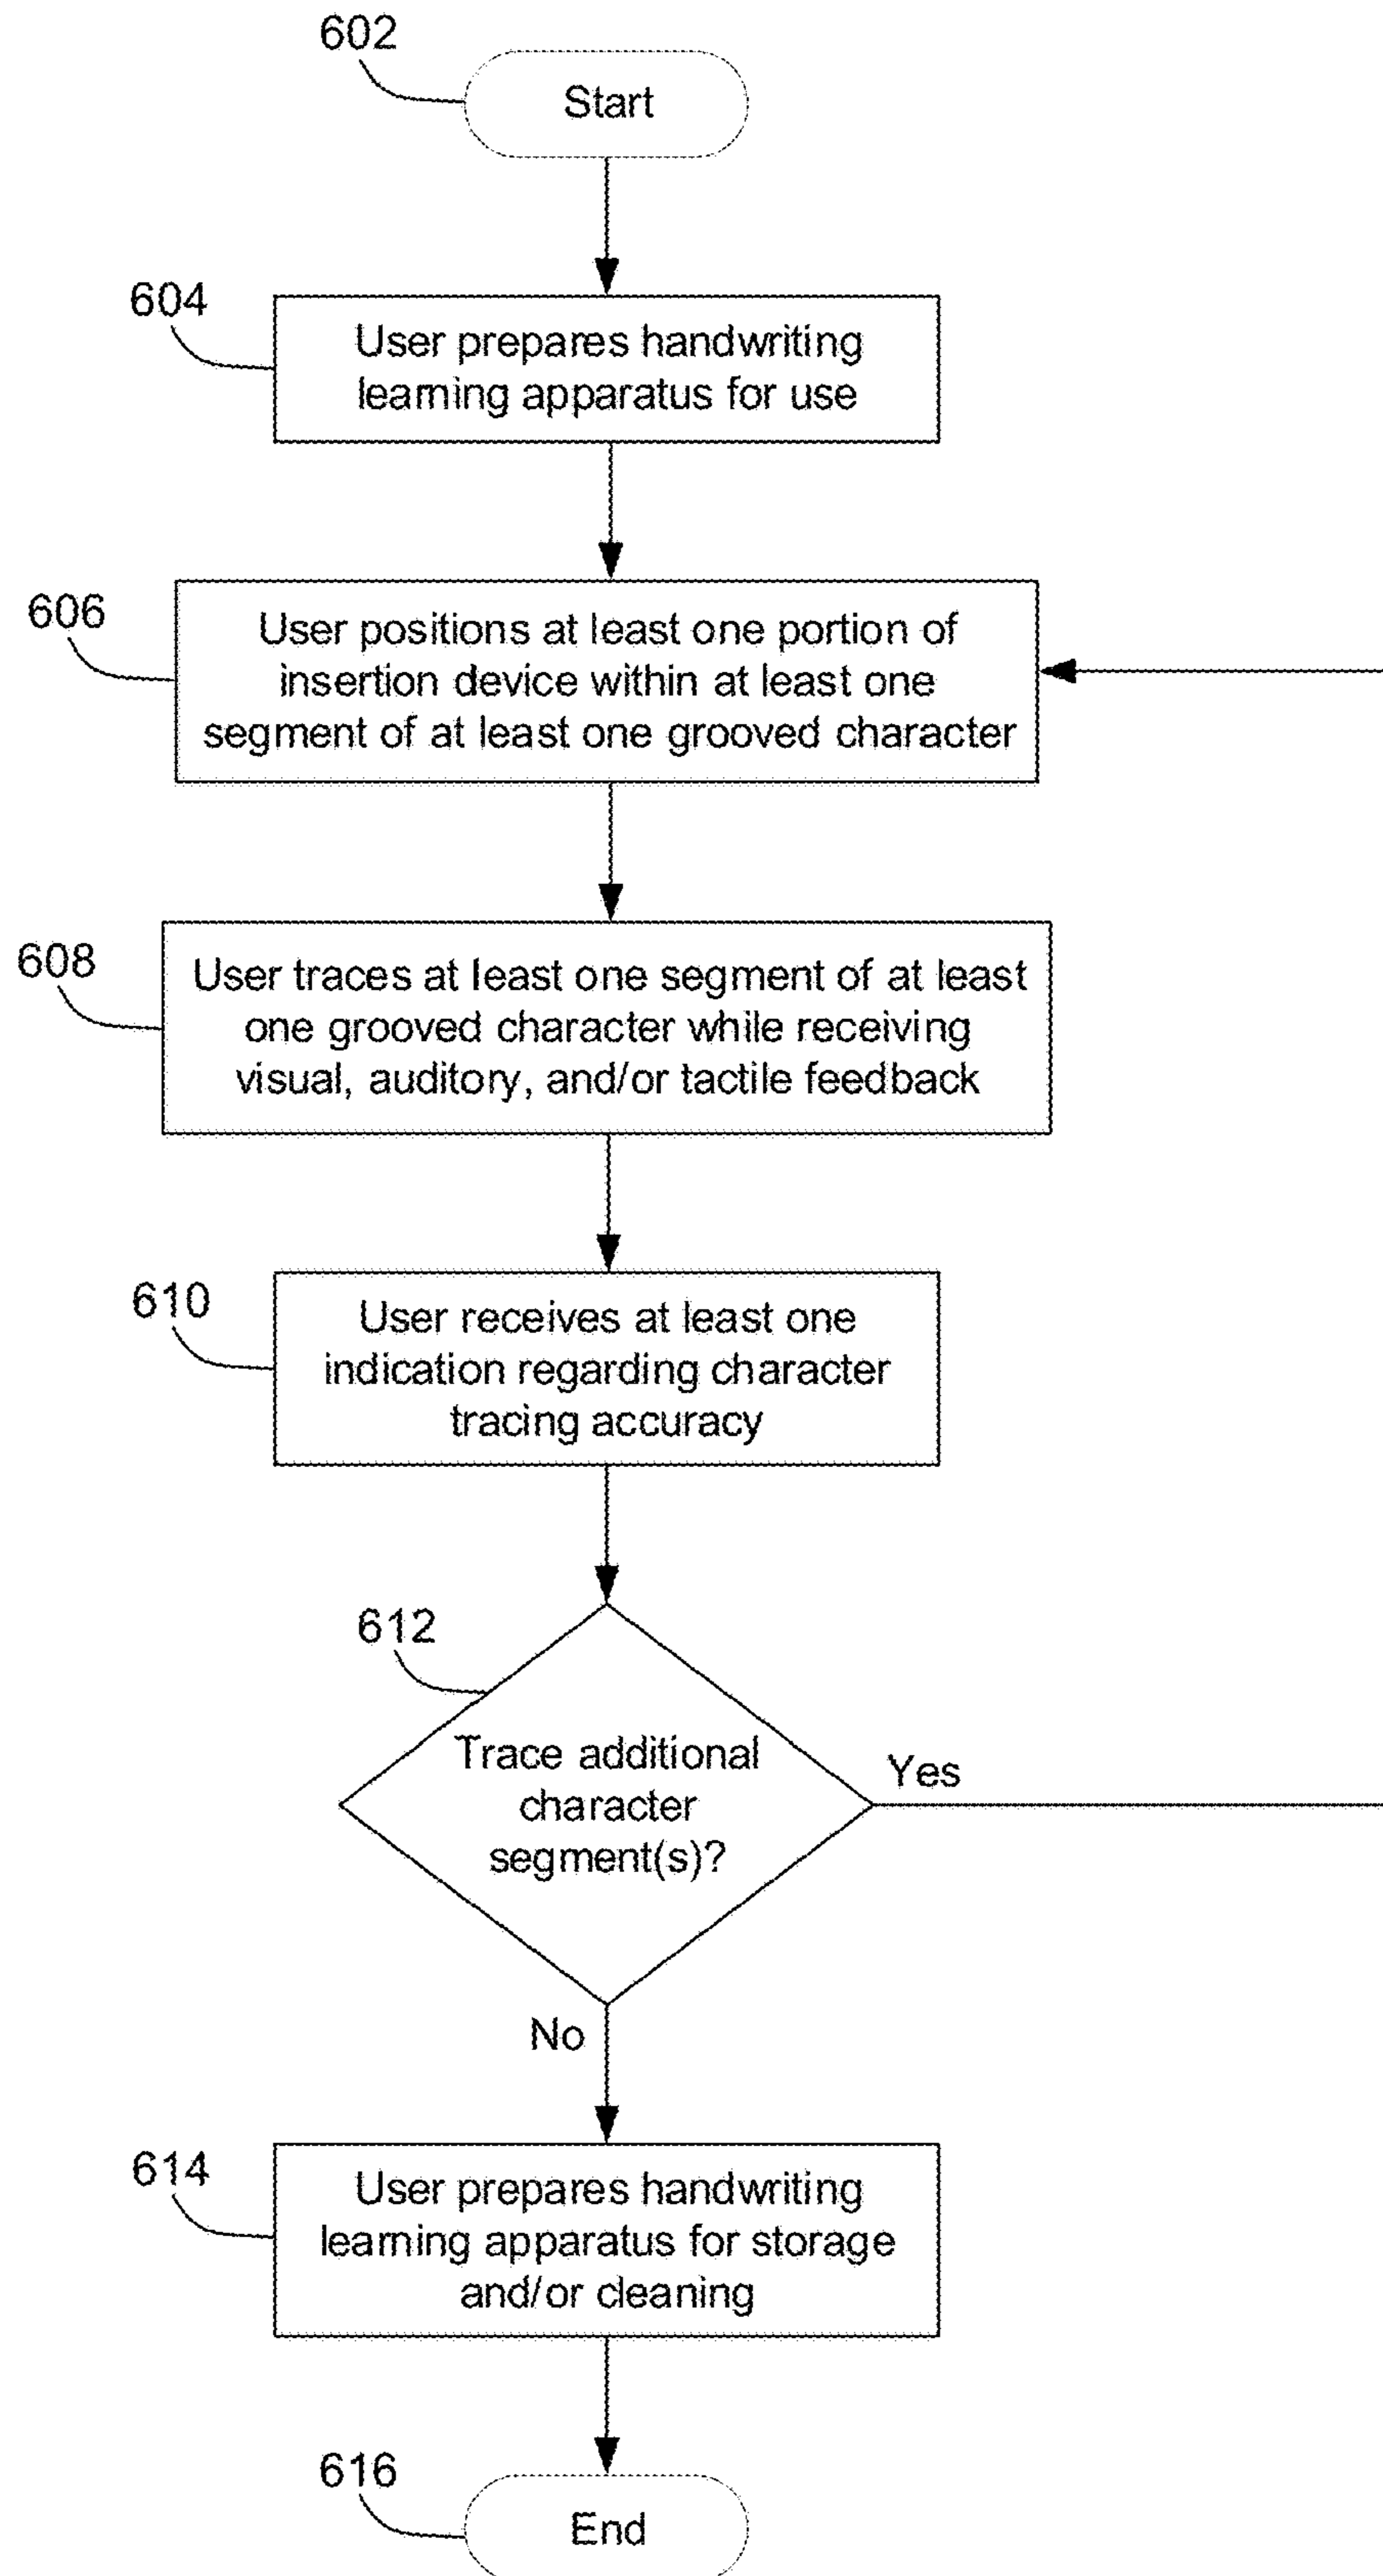 602
Start
604
User prepares handwriting
learning apparatus for use
606
User positions at least one portion of
insertion device within at least one
segment of at least one grooved character
608
User traces at least one segment of at least
one grooved character while receiving
visual, auditory, and/or tactile feedback
610
User receives at least one
indication regarding character
tracing accuracy
612
Trace additional
character
segment(s)?
Yes
No
614
User prepares handwriting
learning apparatus for storage
and/or cleaning
616
End